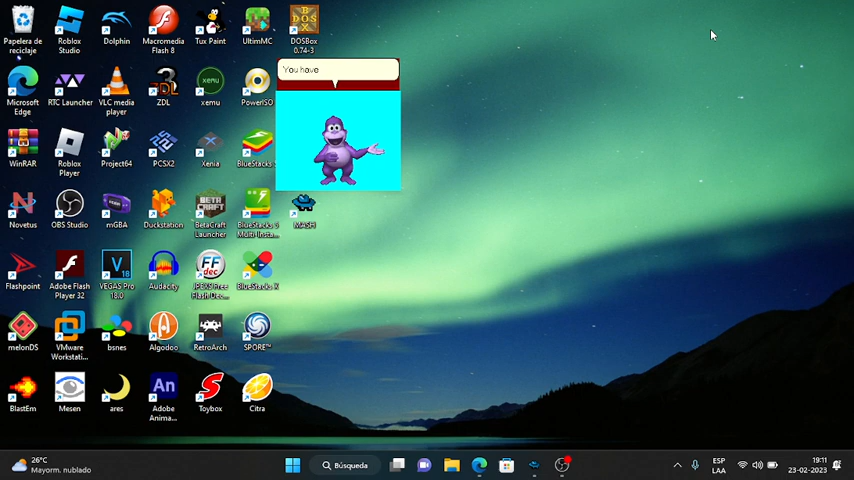 Papelera de
reciclaje
Roblox
Studio
Dolphin
Macromedia
Flash 8
Tux Paint
UltimMC
DOSBox
0.74-3
You have
Microsoft
Edge
RTC Launcher
VLC media
player
ZDL
xemu
PowerISO
WinRAR
Roblox
Player
Project64
PCSX2
Xenia
BlueStacks
Novetus
OBS Studio
mGBA
Duckstation
BetaCraft
Launcher
BlueStacks 5
Multi-Insta...
MASH
Flashpoint
Adobe Flash
Player 32
VEGAS Pro
18.0
Audacity
JPEXS Free
Flash Dec...
BlueStacks X
melonDS
VMware
Workstati...
bsnes
Algodoo
RetroArch
SPORE™
BlastEm
Mesen
ares
Adobe
Anima...
Toybox
Citra
26°C
Mayorm. nublado
Búsqueda
ESP
LAA
19:11
23-02-2023